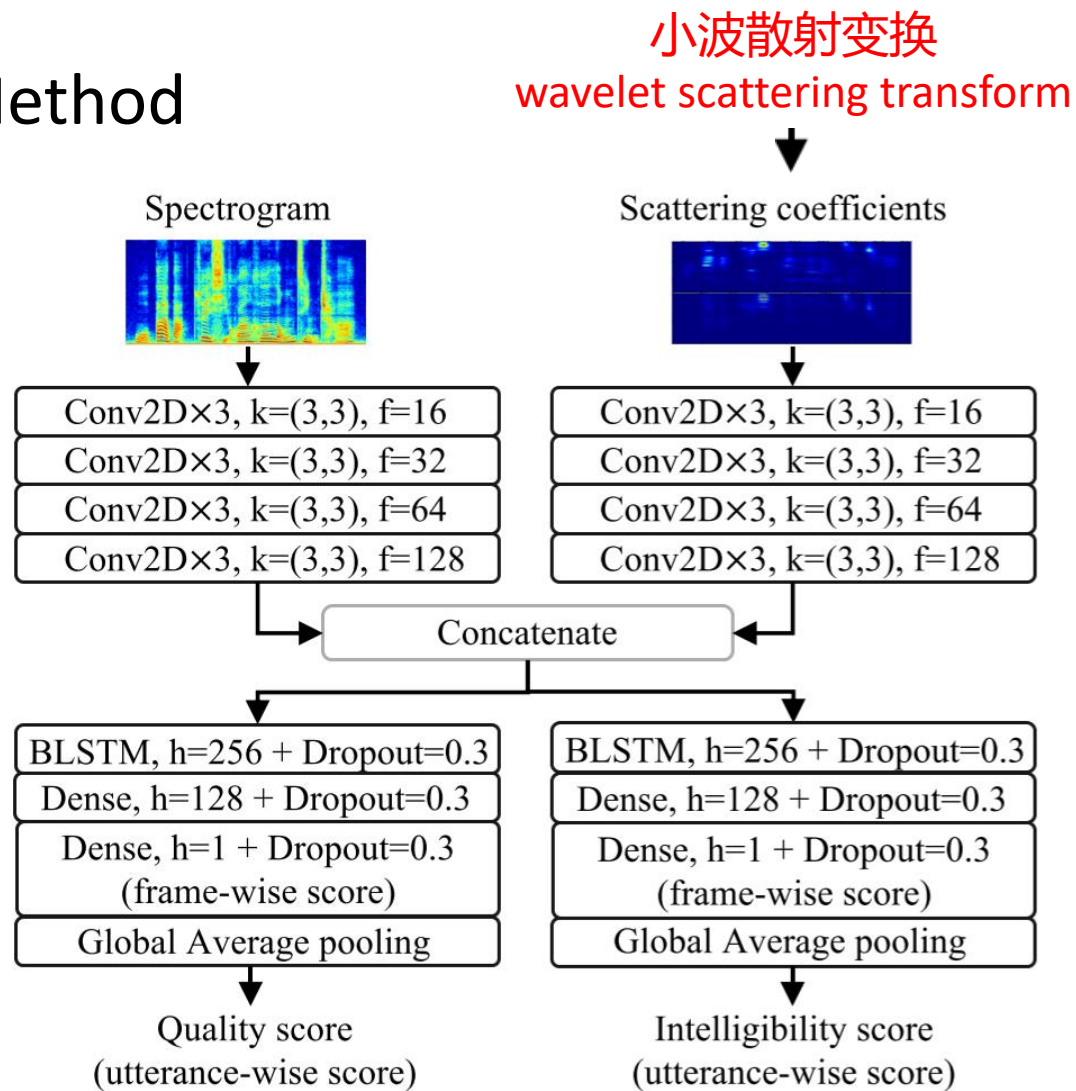 小波散射变换
wavelet scattering transform
ethod
Spectrogram
Scattering coefficients
Conv2D×3, k=(3,3), f=16
Conv2D×3, k=(3,3), f=32
Conv2D×3, k=(3,3), f=64
Conv2D×3, k=(3,3), f=128
Conv2D×3, k=(3,3), f=16
Conv2D×3, k=(3,3), f=32
Conv2D×3, k=(3,3), f=64
Conv2D×3, k=(3,3), f=128
Concatenate
BLSTM, h=256 + Dropout=0.3
Dense, h=128 + Dropout=0.3
Dense, h=1 + Dropout=0.3
(frame-wise score)
Global Average pooling
Quality score
(utterance-wise score)
BLSTM, h=256 + Dropout=0.3
Dense, h=128 + Dropout=0.3
Dense, h=1 + Dropout=0.3
(frame-wise score)
Global Average pooling
Intelligibility score
(utterance-wise score)